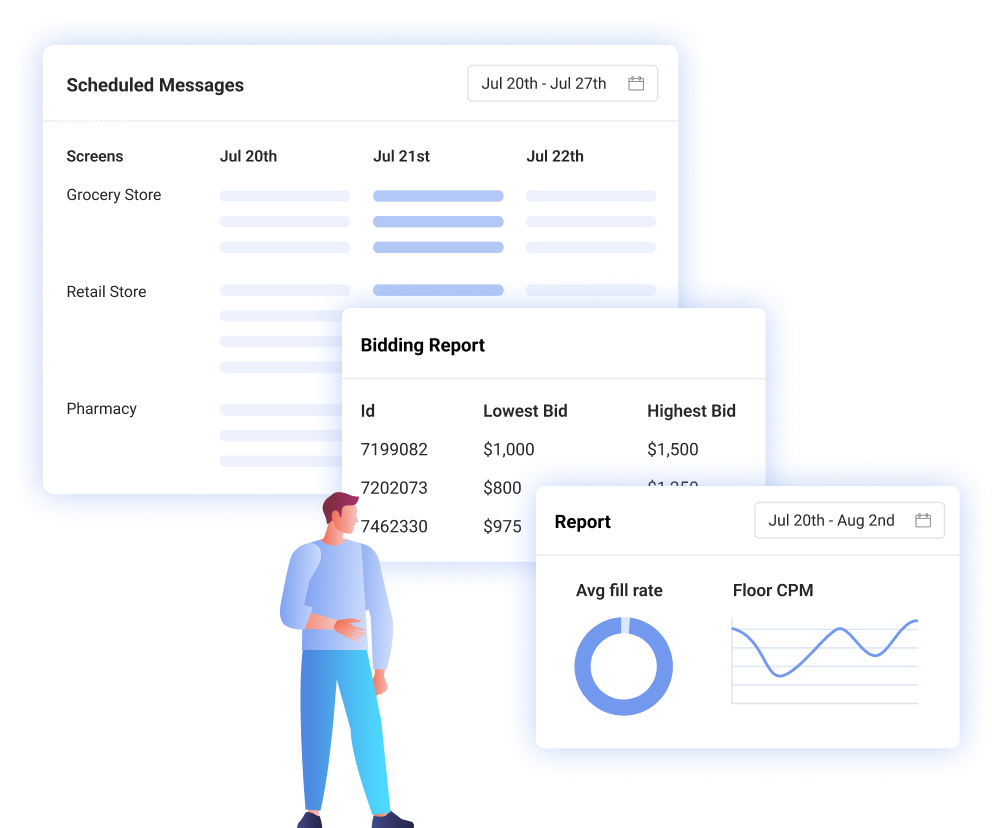 Scheduled Messages
Jul 20th - Jul 27th
Screens Jul 20th Jul 21st Jul 22th
Grocery Store
Retail Store
Pharmacy
Bidding Report
Id Lowest Bid Highest Bid
7199082 $1,000 $1,500
7202073 $800
7462330 $975
Report
Jul 20th - Aug 2nd
Avg fill rate
Floor CPM